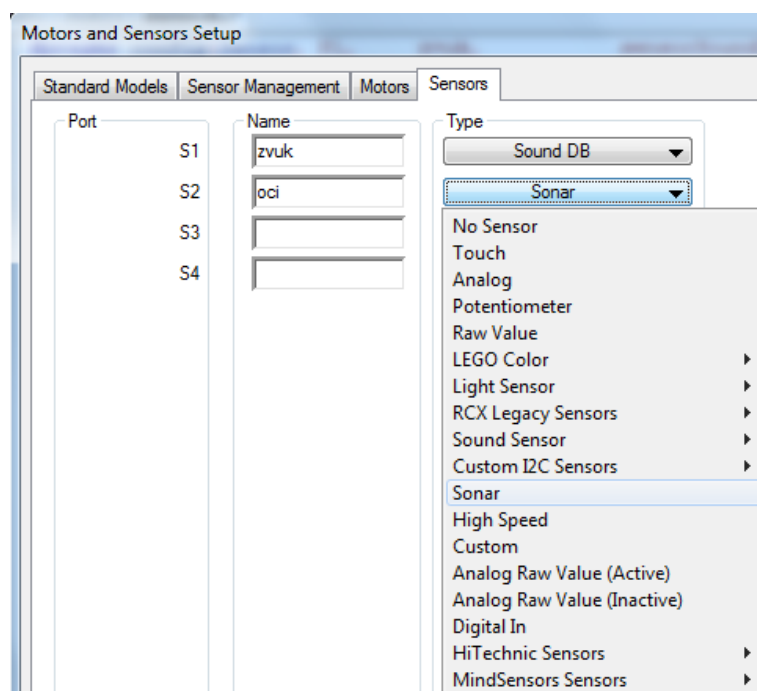 Motors and Sensors Setup
Standard Models Sensor Management Motors Sensors
Port Name Type
S1 zvuk Sound DB
S2 oci Sonar
S3
S4
No Sensor
Touch
Analog
Potentiometer
Raw Value
LEGO Color
Light Sensor
RCX Legacy Sensors
Sound Sensor
Custom I2C Sensors
Sonar
High Speed
Custom
Analog Raw Value (Active)
Analog Raw Value (Inactive)
Digital In
HiTechnic Sensors
MindSensors Sensors